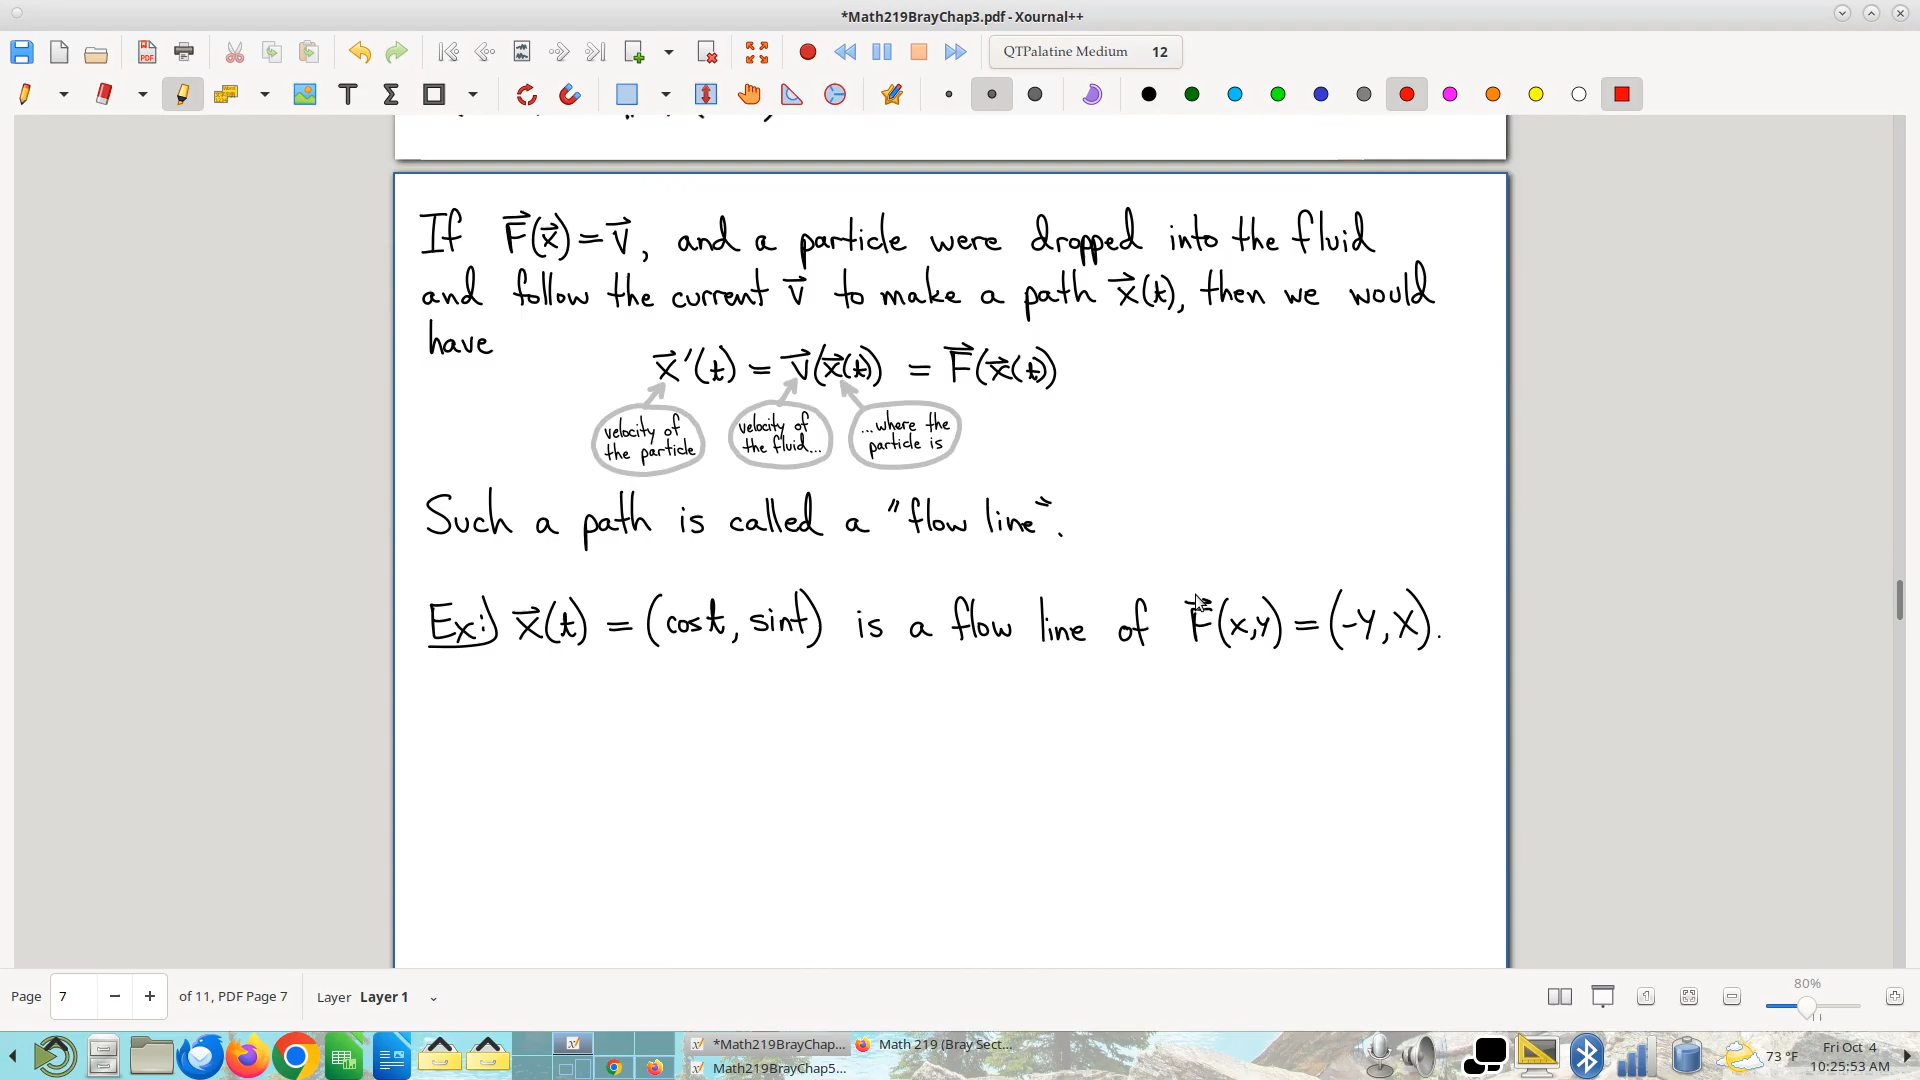 *Math219BrayChap3.pdf - Xournal++
QTPalatine Medium 12
If F⃗(x⃗) = v⃗, and a particle were dropped into the fluid
and follow the current v⃗ to make a path x⃗(t), then we would
have
x⃗'(t) = v⃗(x⃗(t)) = F⃗(x⃗(t))
velocity of
the particle
velocity of
the fluid...
...where the
particle is
Such a path is called a "flow line".
Ex:) x⃗(t) = (cost, sint) is a flow line of F⃗(x,y) = (-y, x).
Page 7 of 11, PDF Page 7 Layer Layer 1
80%
*Math219BrayChap...
Math 219 (Bray Sect...
Math219BrayChap5...
73 °F
Fri Oct 4
10:25:53 AM